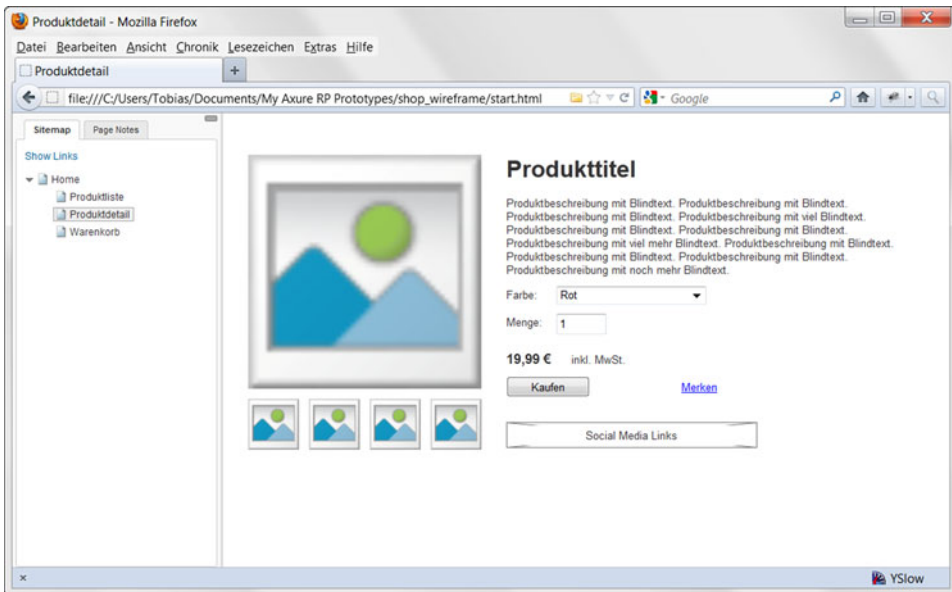 Produktdetail - Mozilla Firefox
Datei Bearbeiten Ansicht Chronik Lesezeichen Extras Hilfe
Produktdetail
file:///C:/Users/Tobias/Documents/My Axure RP Prototypes/shop_wireframe/start.html
Google
Sitemap Page Notes
Show Links
Home
Produktliste
Produktdetail
Warenkorb
Produkttitel
Produktbeschreibung mit Blindtext. Produktbeschreibung mit Blindtext.
Produktbeschreibung mit Blindtext. Produktbeschreibung mit viel Blindtext.
Produktbeschreibung mit Blindtext. Produktbeschreibung mit Blindtext.
Produktbeschreibung mit viel mehr Blindtext. Produktbeschreibung mit Blindtext.
Produktbeschreibung mit Blindtext. Produktbeschreibung mit Blindtext.
Produktbeschreibung mit noch mehr Blindtext.
Farbe: Rot
Menge: 1
19,99 € inkl. MwSt.
Kaufen Merken
Social Media Links
YSlow